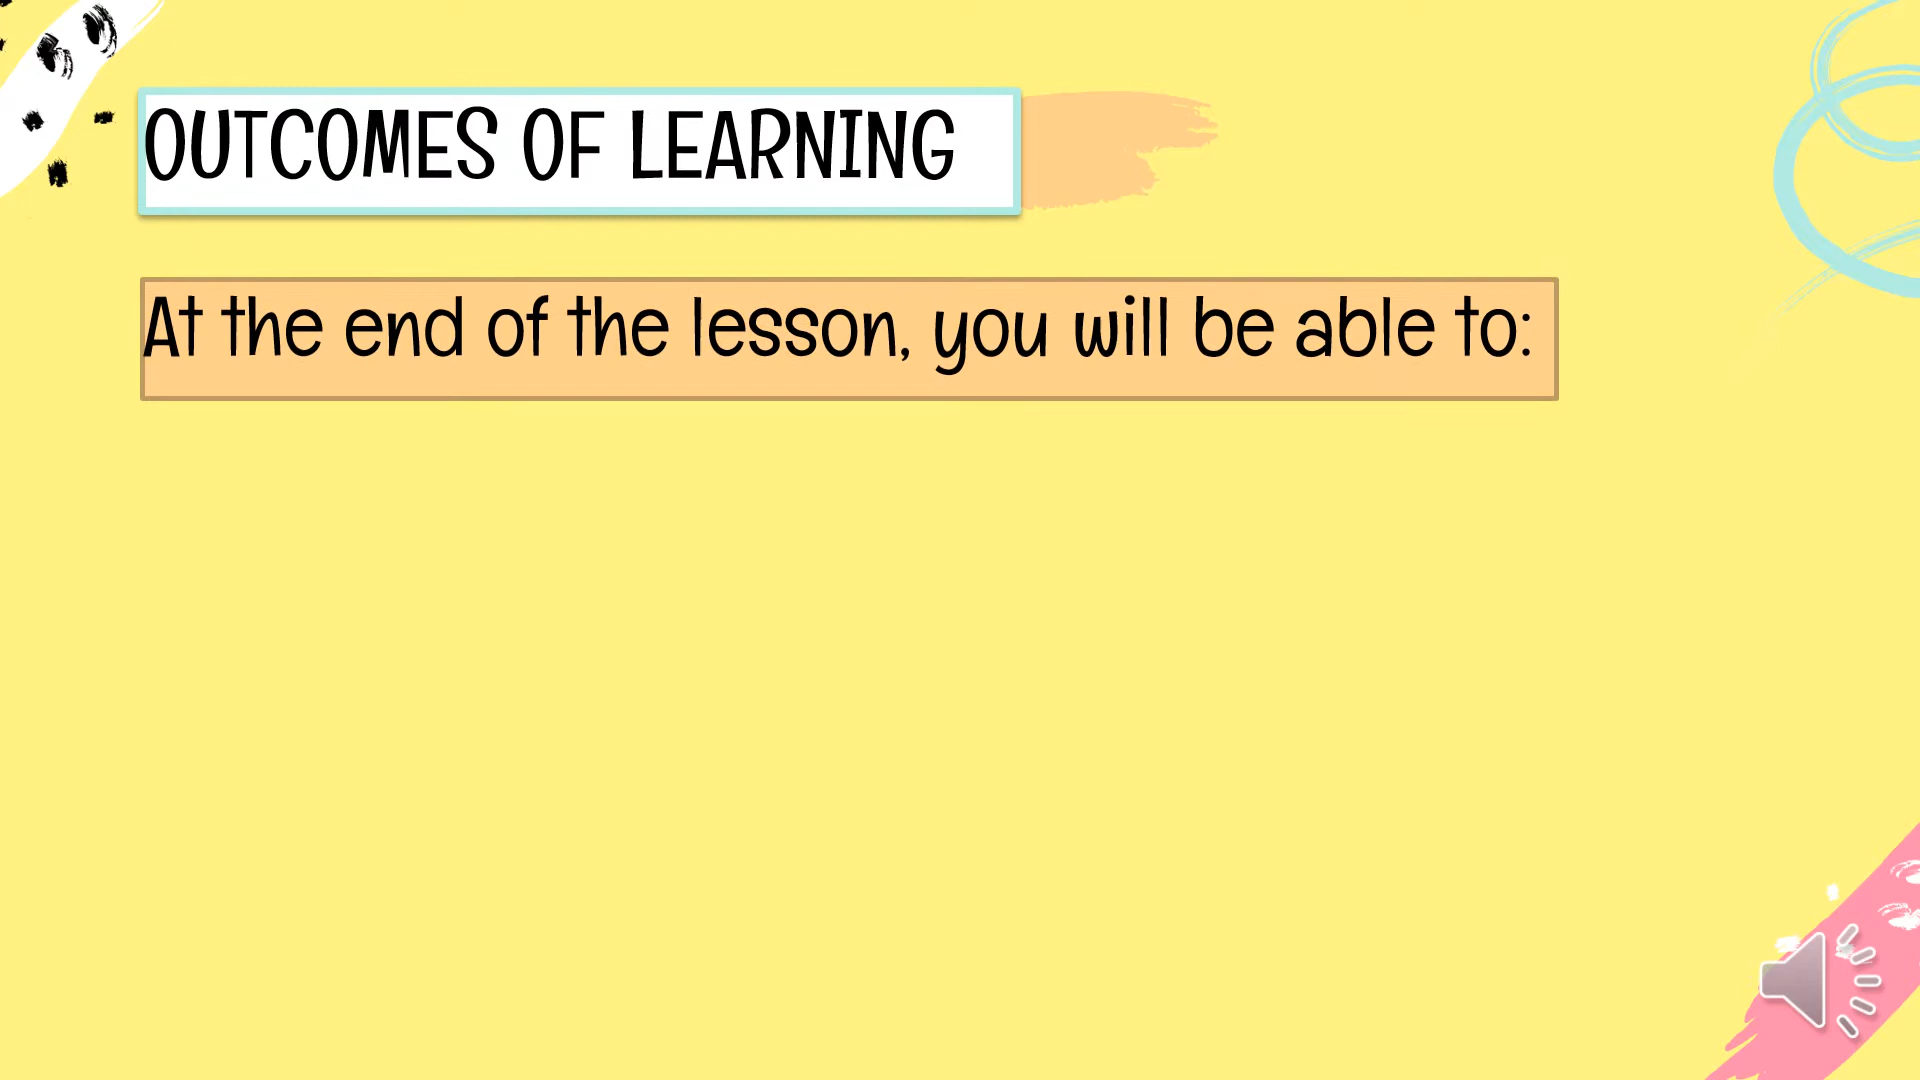 OUTCOMES OF LEARNING
At the end of the lesson, you will be able to: